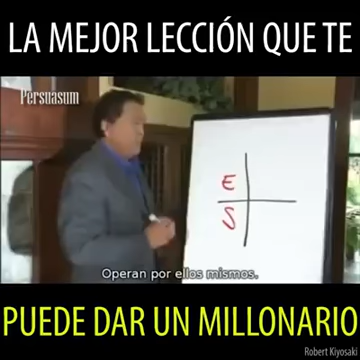 LA MEJOR LECCIÓN QUE TE
Persuasum
E
S
Operan por ellos mismos.
PUEDE DAR UN MILLONARIO
Robert Kiyosaki